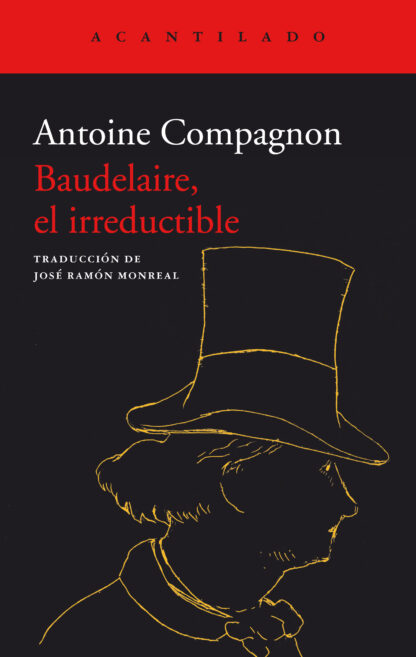 ACANTILADO
Antoine Compagnon
Baudelaire,
el irreductible
TRADUCCIÓN DE
JOSÉ RAMÓN MONREAL